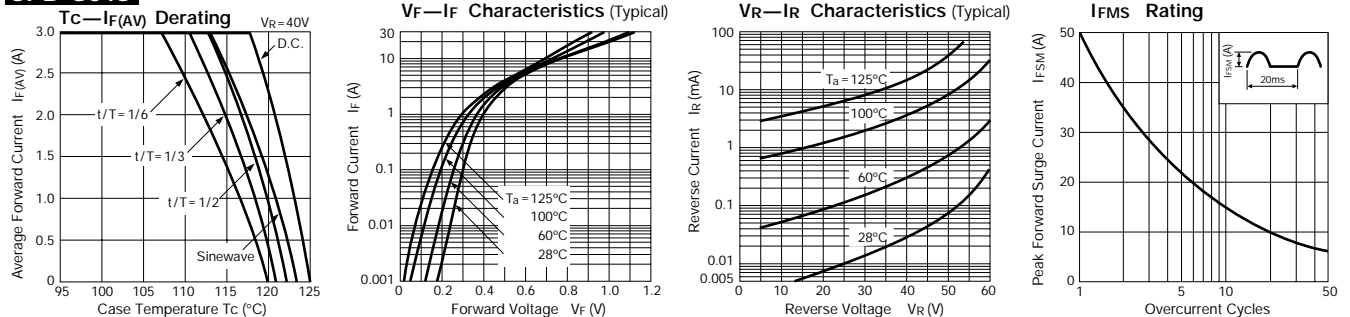 Tc—IF(AV) Derating
VR=40V
Average Forward Current IF(AV) (A)
3.0
2.5
2.0
1.5
1.0
0.5
0
D.C.
t/T=1/6
t/T=1/3
t/T=1/2
Sinewave
95 100 105 110 115 120 125
Case Temperature Tc (°C)
VF—IF Characteristics (Typical)
Forward Current IF (A)
30
10
1
0.1
0.01
0.001
Ta=125°C
100°C
60°C
28°C
0 0.2 0.4 0.6 0.8 1.0 1.2
Forward Voltage VF (V)
VR—IR Characteristics (Typical)
Reverse Current IR (mA)
100
10
1
0.1
0.01
0.005
Ta=125°C
100°C
60°C
28°C
0 10 20 30 40 50 60
Reverse Voltage VR (V)
IFMS Rating
Peak Forward Surge Current IFSM (A)
50
40
30
20
10
0
IFSM (A)
20ms
1 5 10 50
Overcurrent Cycles